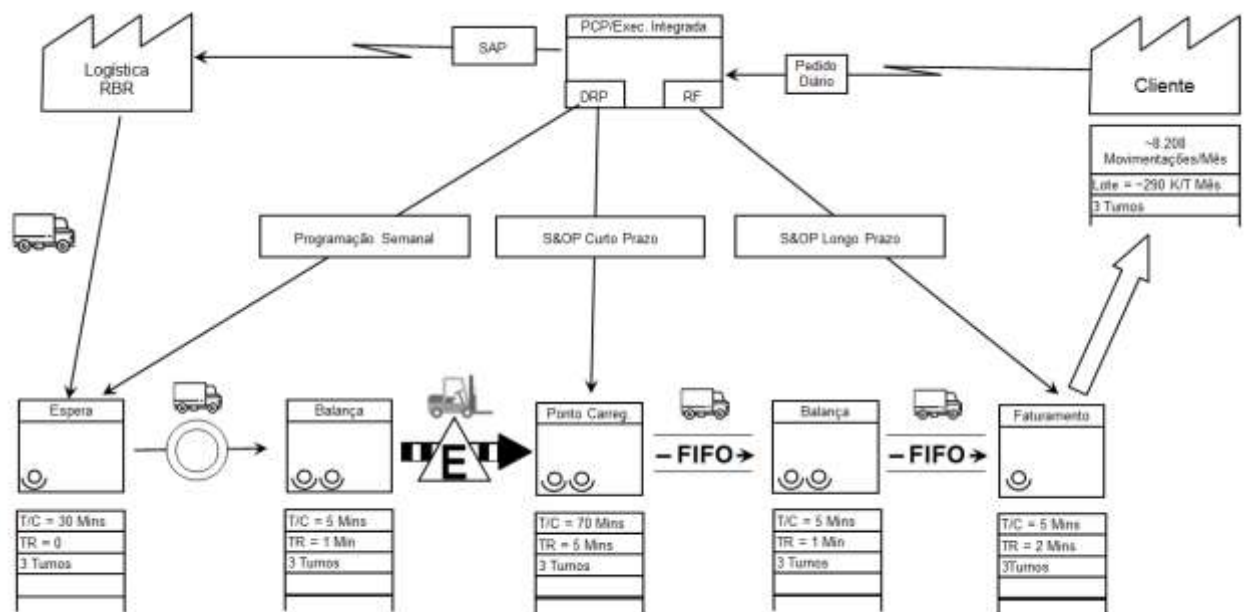 PCP/Exec. Integrada
SAP
Logística
RBR
Pedido
Diário
Cliente
DRP
RF
~8.208
Movimentações/Mês
Lote = ~290 K/T Mês
3 Turnos
Programação Semanal
S&OP Curto Prazo
S&OP Longo Prazo
Espera
Balança
E
Ponto Carreg.
– FIFO
Balança
– FIFO
Faturamento
T/C = 30 Mins
TR = 0
3 Turnos
T/C = 5 Mins
TR = 1 Min
3 Turnos
T/C = 70 Mins
TR = 5 Mins
3 Turnos
T/C = 5 Mins
TR = 1 Min
3 Turnos
T/C = 5 Mins
TR = 2 Mins
3Turnos